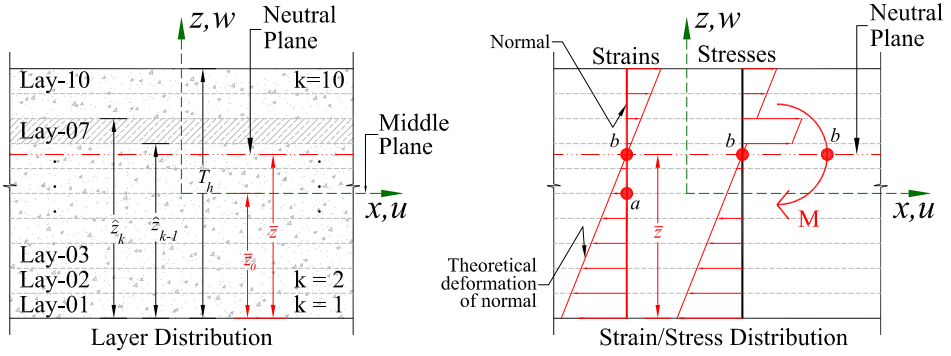 z,w
Neutral
Plane
Lay-10
k=10
Lay-07
Middle
Plane
T_h
x,u
ẑ_k
ẑ_{k-1}
z̅_0
z̅
Lay-03
Lay-02
k = 2
Lay-01
k = 1
Layer Distribution
z,w
Neutral
Plane
Normal
Strains
Stresses
b
b
b
a
x,u
M
z̅
Theoretical
deformation
of normal
Strain/Stress Distribution